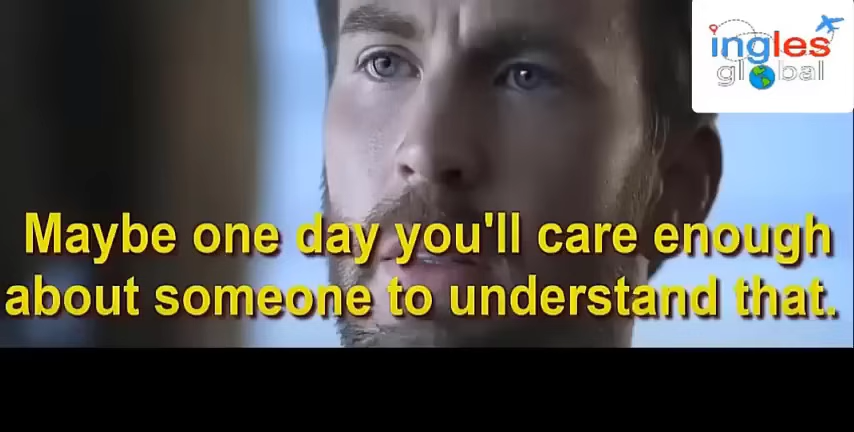 ingles
global
Maybe one day you'll care enough
about someone to understand that.